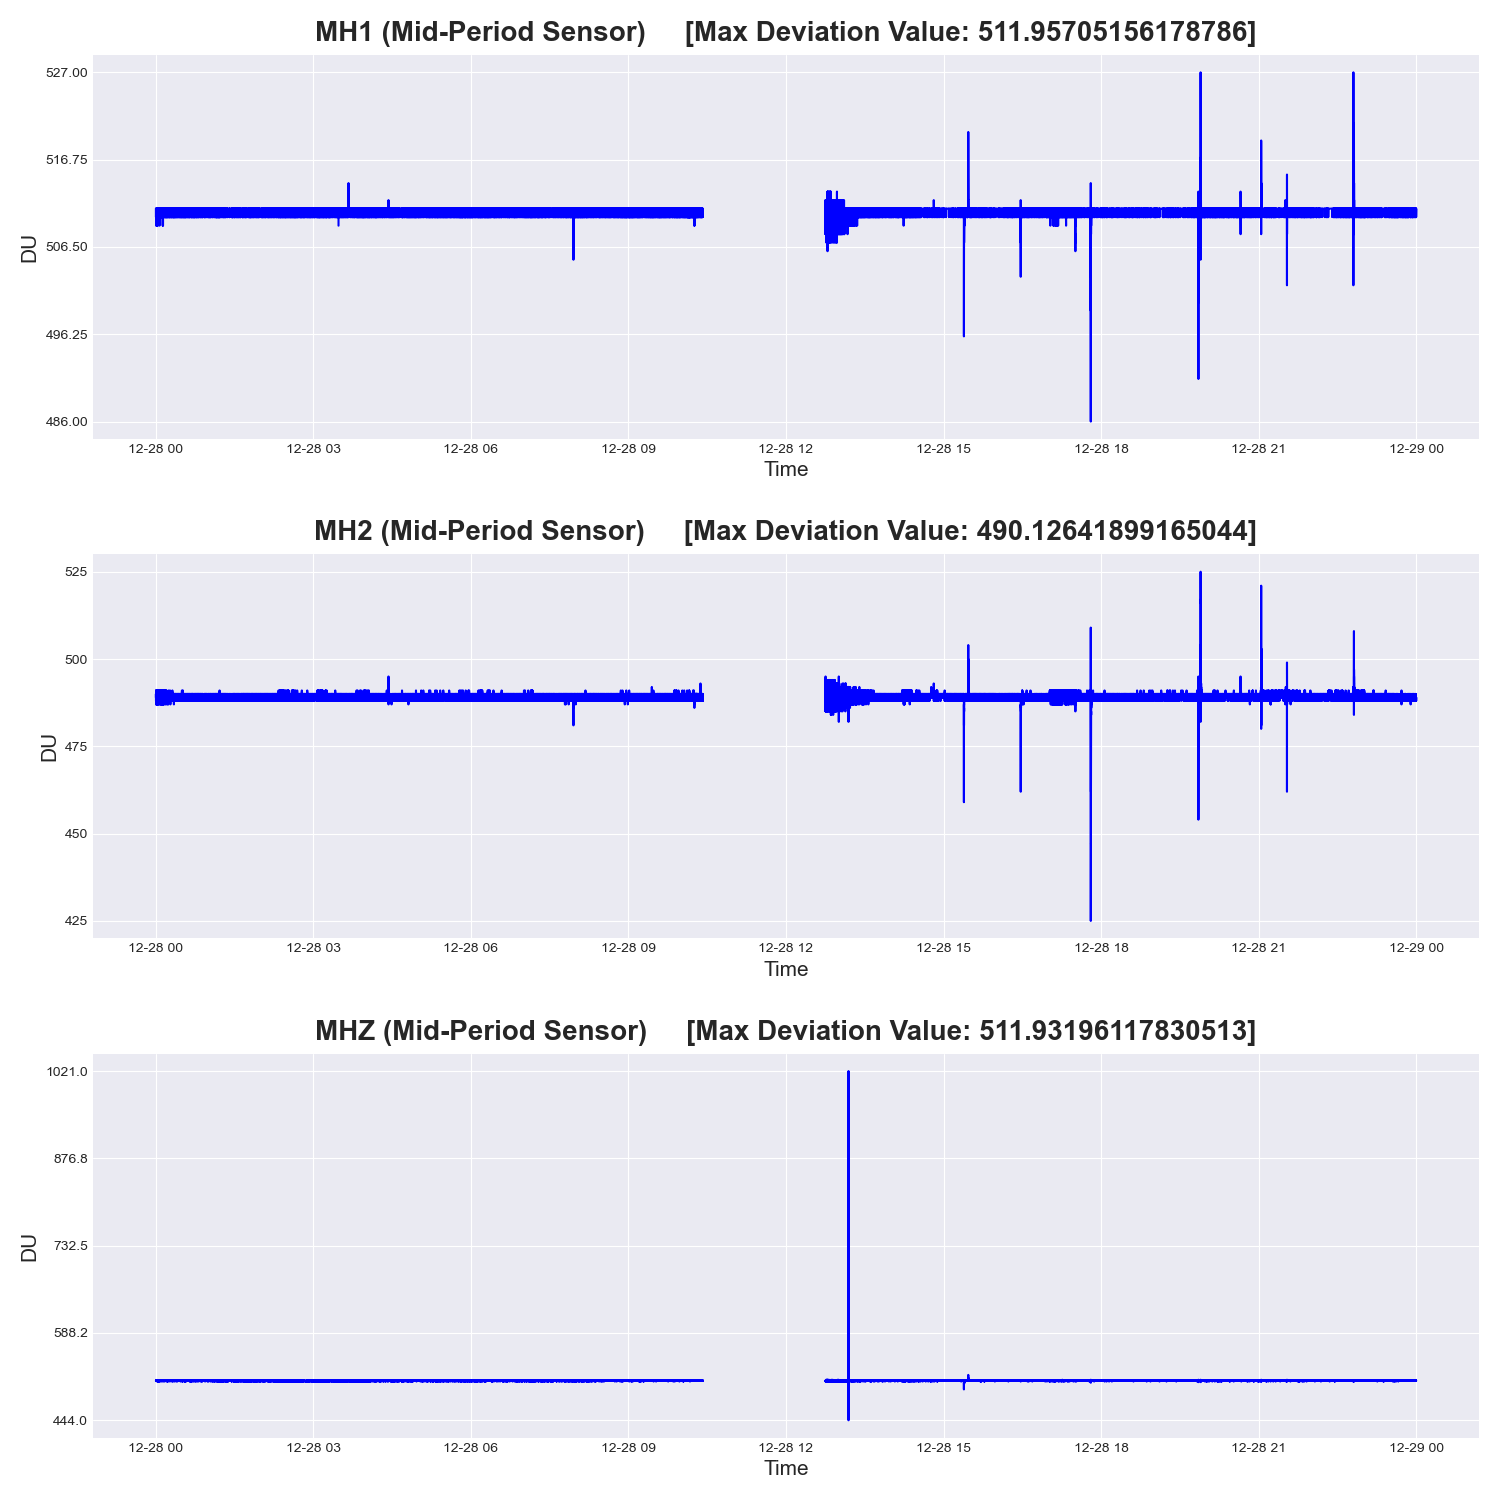 MH1 (Mid-Period Sensor) [Max Deviation Value: 511.95705156178786]
527.00
516.75
506.50
496.25
486.00
DU
12-28 00 12-28 03 12-28 06 12-28 09 12-28 12 12-28 15 12-28 18 12-28 21 12-29 00
Time
MH2 (Mid-Period Sensor) [Max Deviation Value: 490.12641899165044]
525
500
475
450
425
DU
12-28 00 12-28 03 12-28 06 12-28 09 12-28 12 12-28 15 12-28 18 12-28 21 12-29 00
Time
MHZ (Mid-Period Sensor) [Max Deviation Value: 511.93196117830513]
1021.0
876.8
732.5
588.2
444.0
DU
12-28 00 12-28 03 12-28 06 12-28 09 12-28 12 12-28 15 12-28 18 12-28 21 12-29 00
Time